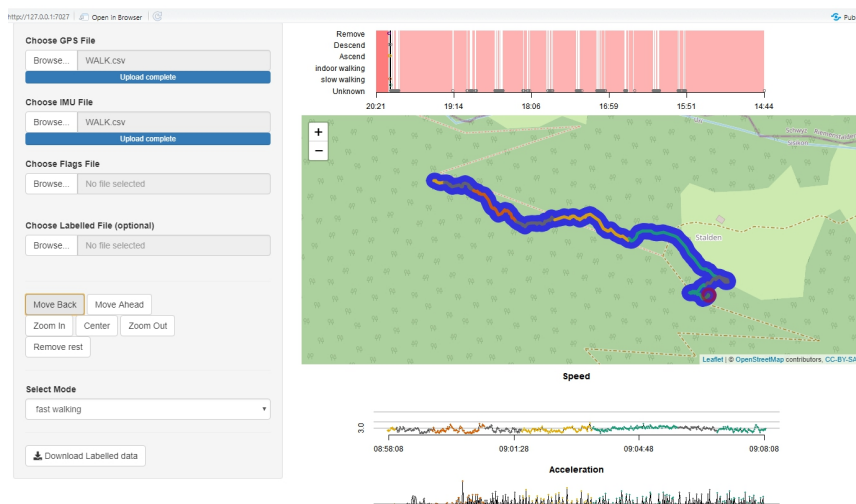 http://127.0.0.1:7027
Open in Browser
Pub
Choose GPS File
Browse... WALK.csv
Upload complete
Choose IMU File
Browse... WALK.csv
Upload complete
Choose Flags File
Browse... No file selected
Choose Labelled File (optional)
Browse... No file selected
Move Back Move Ahead
Zoom In Center Zoom Out
Remove rest
Select Mode
fast walking
Download Labelled data
Remove
Descend
Ascend
indoor walking
slow walking
Unknown
20:21 19:14 18:06 16:59 15:51 14:44
+
−
Stalden
Leaflet | © OpenStreetMap contributors, CC-BY-SA
Speed
3.0
08:58:08 09:01:28 09:04:48 09:08:08
Acceleration